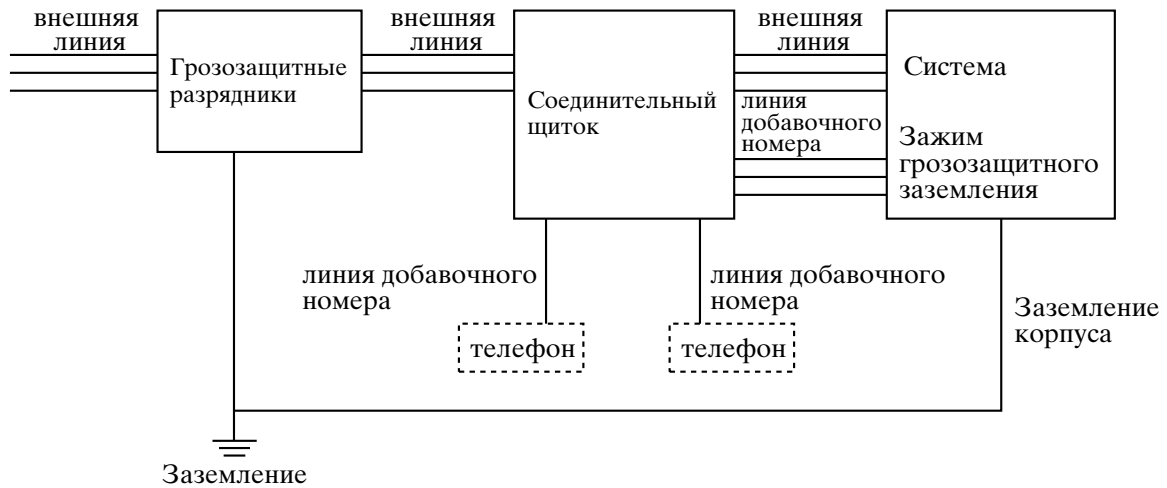 внешняя
линия
внешняя
линия
внешняя
линия
Грозозащитные
разрядники
Соединительный
щиток
Система
линия
добавочного
номера
Зажим
грозозащитного
заземления
линия добавочного
номера
линия добавочного
номера
Заземление
корпуса
телефон
телефон
Заземление